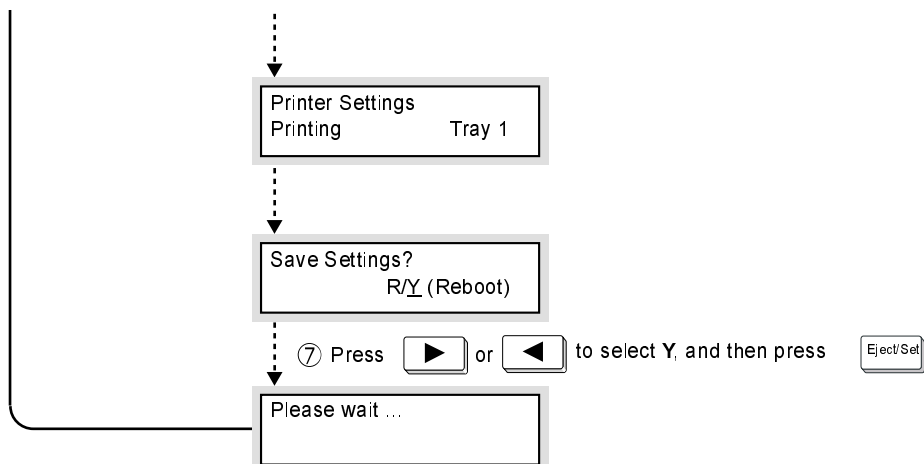 Printer Settings
Printing Tray 1
Save Settings?
R/Y (Reboot)
⑦ Press ▶ or ◀ to select Y, and then press Eject/Set
Please wait ...